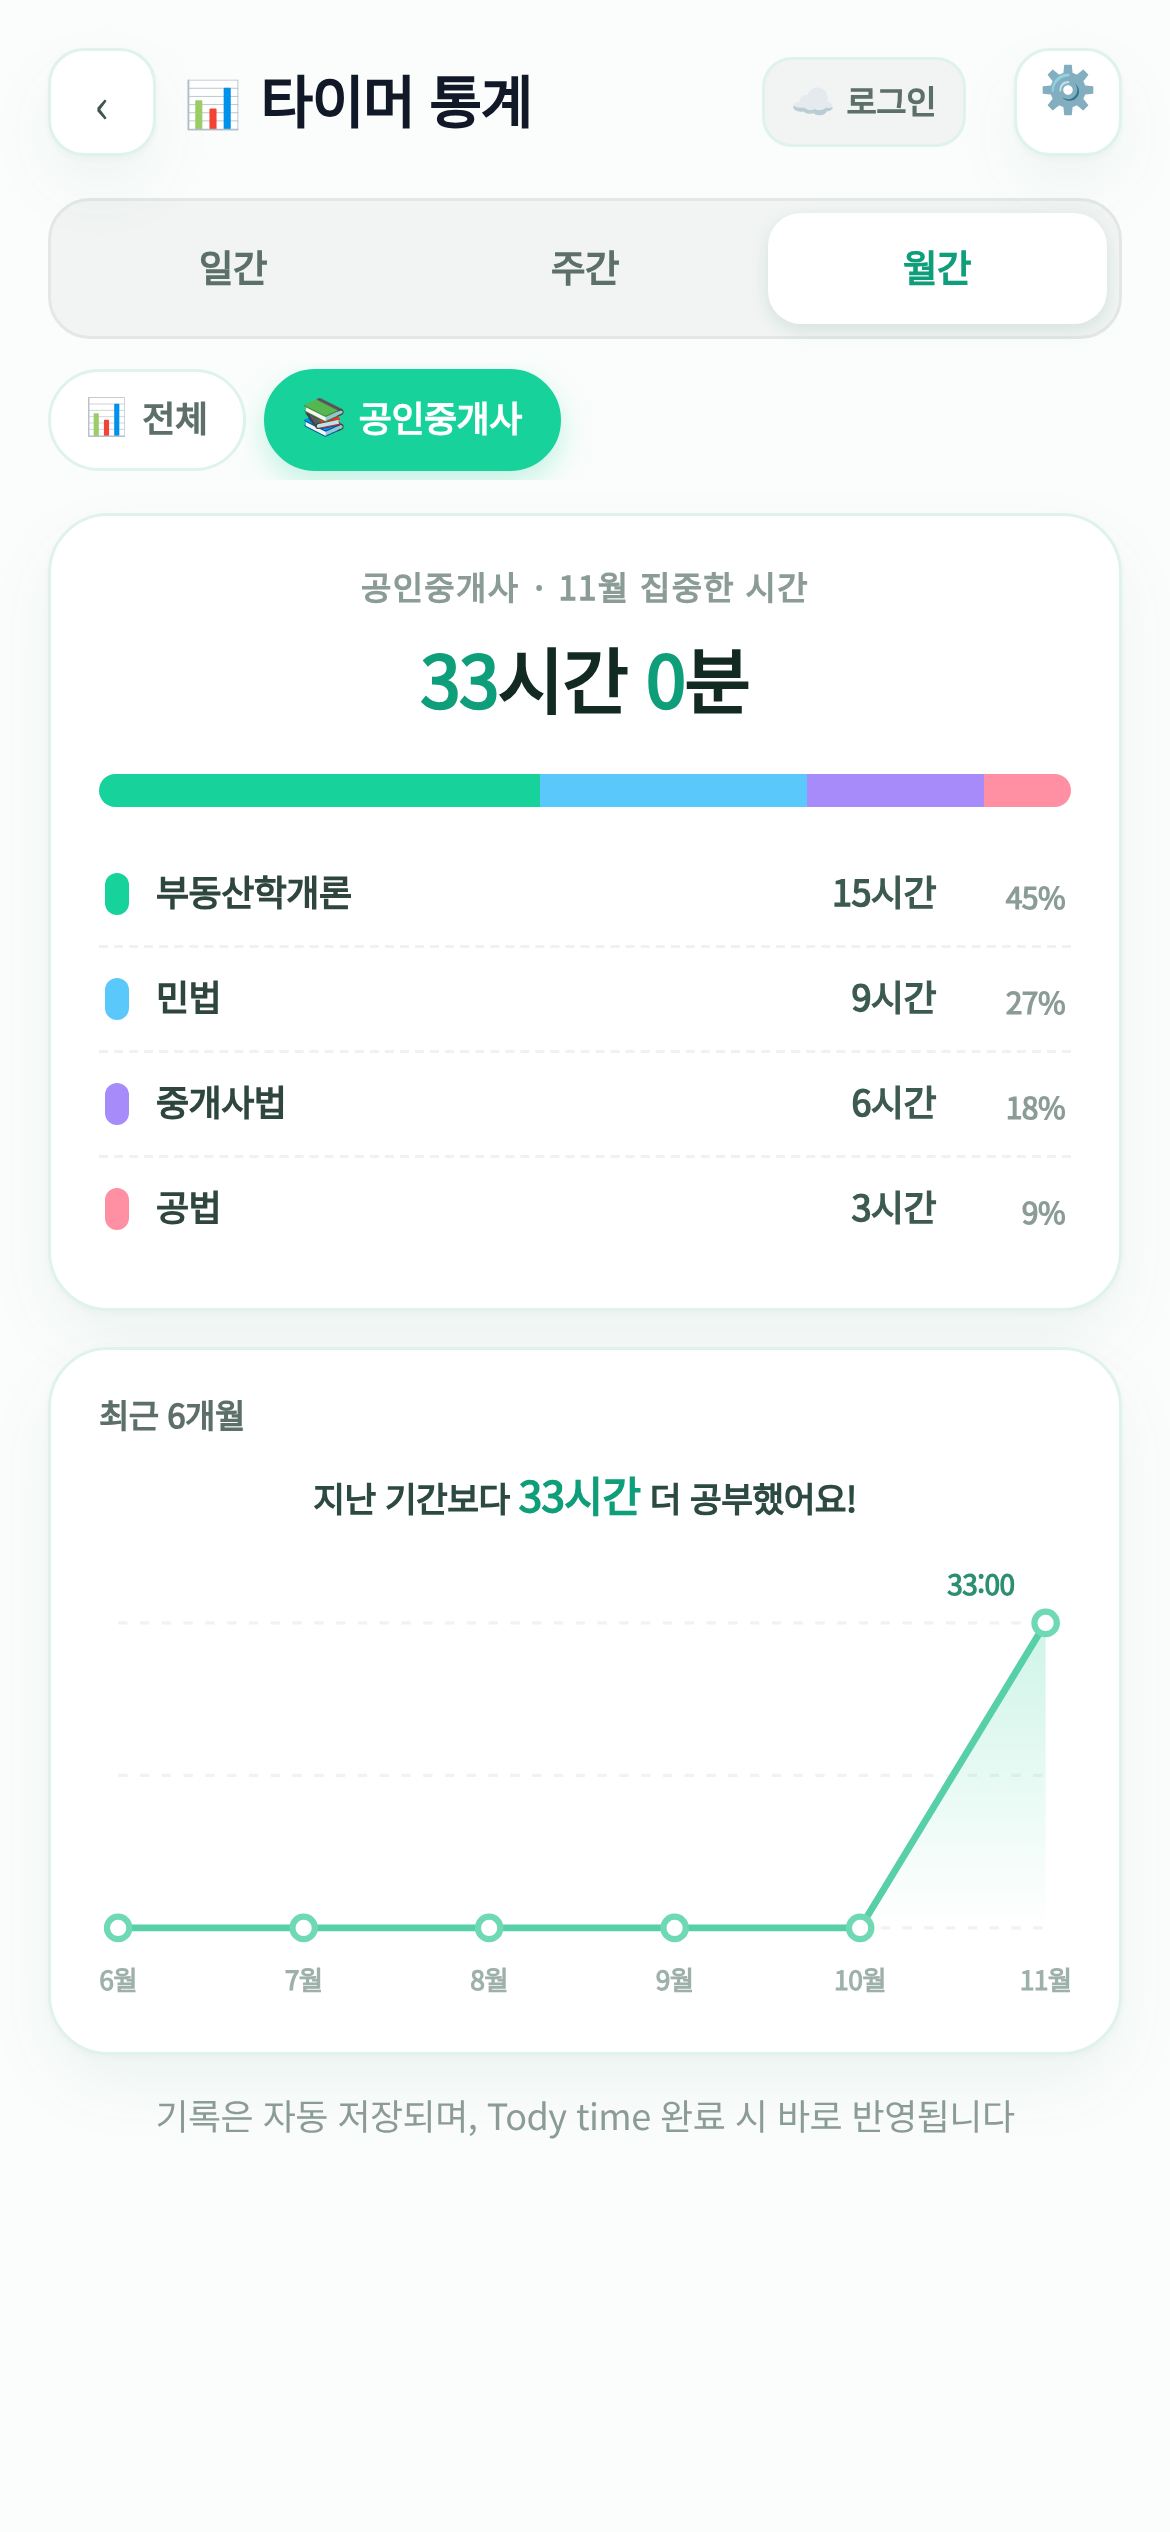 타이머 통계
로그인
일간 주간 월간
전체 공인중개사
공인중개사 · 11월 집중한 시간
33시간 0분
부동산학개론 15시간 45%
민법 9시간 27%
중개사법 6시간 18%
공법 3시간 9%
최근 6개월
지난 기간보다 33시간 더 공부했어요!
33:00
6월 7월 8월 9월 10월 11월
기록은 자동 저장되며, Tody time 완료 시 바로 반영됩니다